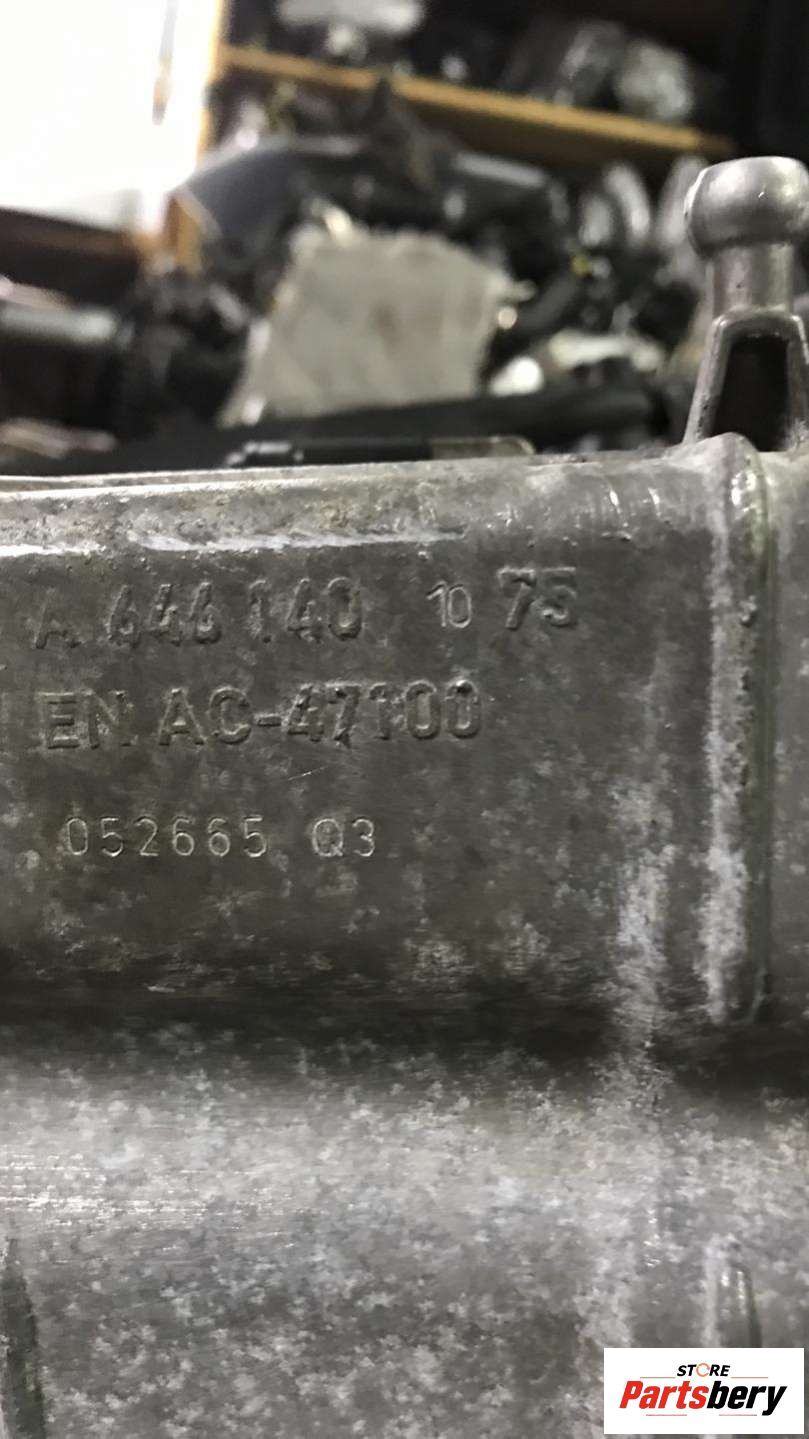 A 646 140 10 75
EN AC-47100
052665 Q3
STORE
Partsbery